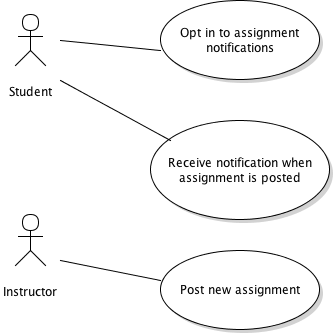 Opt in to assignment
notifications
Student
Receive notification when
assignment is posted
Instructor
Post new assignment